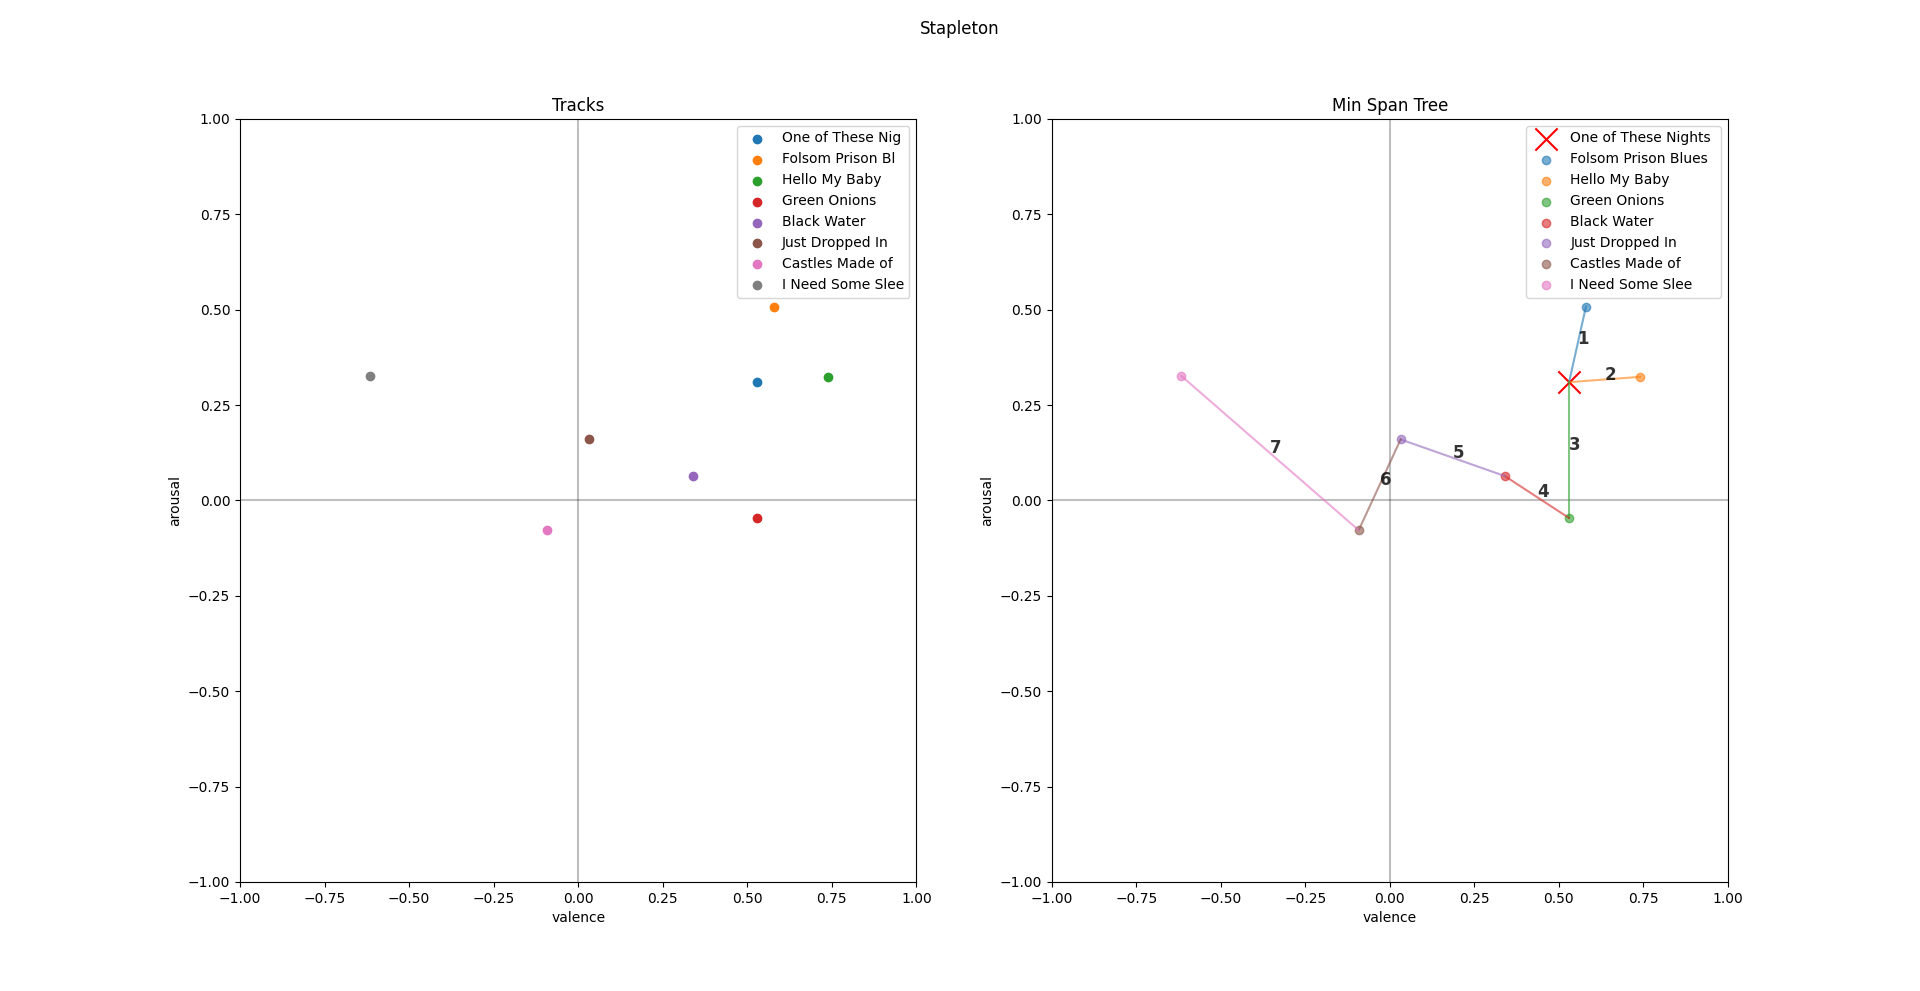 Stapleton
Tracks
1.00
0.75
0.50
0.25
0.00
−0.25
−0.50
−0.75
−1.00
arousal
−1.00 −0.75 −0.50 −0.25 0.00 0.25 0.50 0.75 1.00
valence
One of These Nig
Folsom Prison Bl
Hello My Baby
Green Onions
Black Water
Just Dropped In
Castles Made of
I Need Some Slee
Min Span Tree
1.00
0.75
0.50
0.25
0.00
−0.25
−0.50
−0.75
−1.00
arousal
−1.00 −0.75 −0.50 −0.25 0.00 0.25 0.50 0.75 1.00
valence
One of These Nights
Folsom Prison Blues
Hello My Baby
Green Onions
Black Water
Just Dropped In
Castles Made of
I Need Some Slee
1
2
3
4
5
6
7